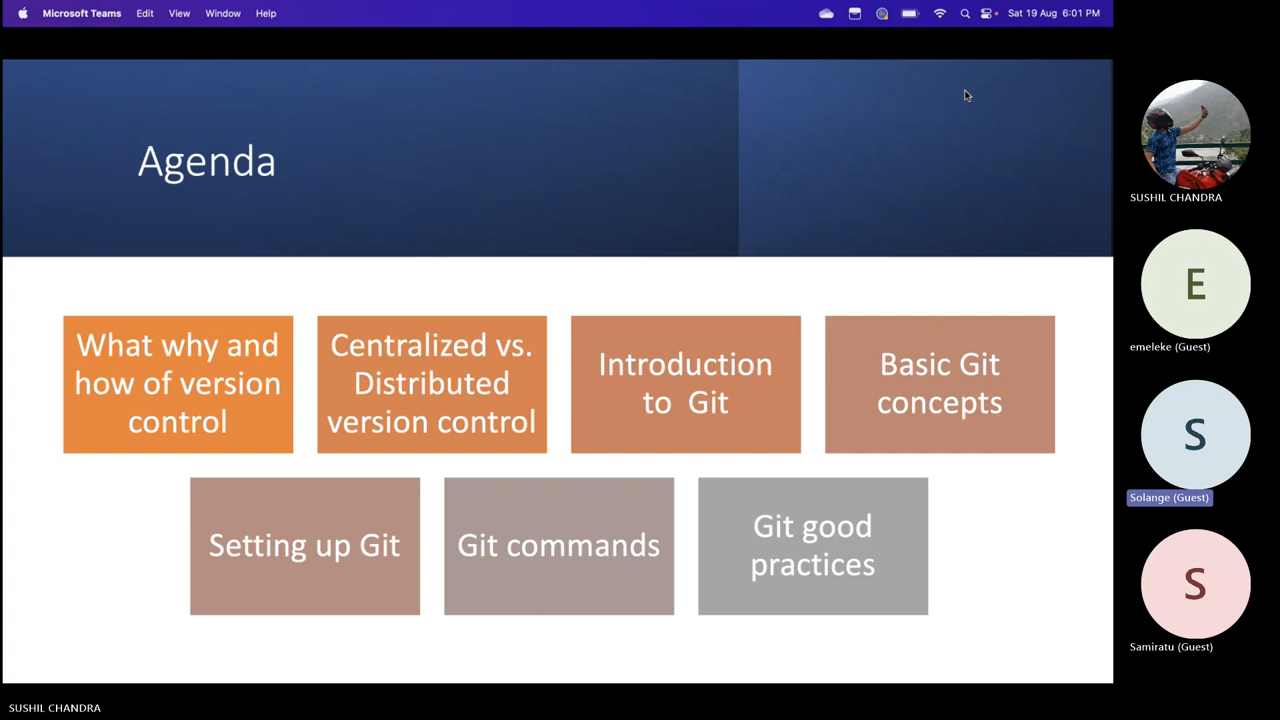 Microsoft Teams Edit View Window Help Sat 19 Aug 6:01 PM
Agenda
What why and
how of version
control
Centralized vs.
Distributed
version control
Introduction
to Git
Basic Git
concepts
Setting up Git
Git commands
Git good
practices
SUSHIL CHANDRA
E
emeleke (Guest)
S
Solange (Guest)
S
Samiratu (Guest)
SUSHIL CHANDRA